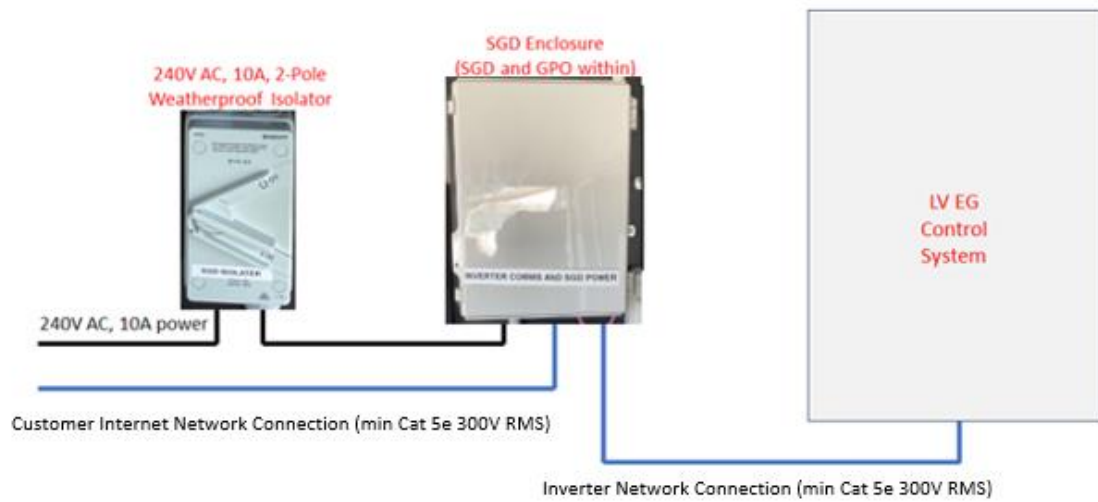 SGD Enclosure
(SGD and GPO within)
240V AC, 10A, 2-Pole
Weatherproof Isolator
SGD ISOLATER
INVERTER COMMS AND SGD POWER
LV EG
Control
System
240V AC, 10A power
Customer Internet Network Connection (min Cat 5e 300V RMS)
Inverter Network Connection (min Cat 5e 300V RMS)